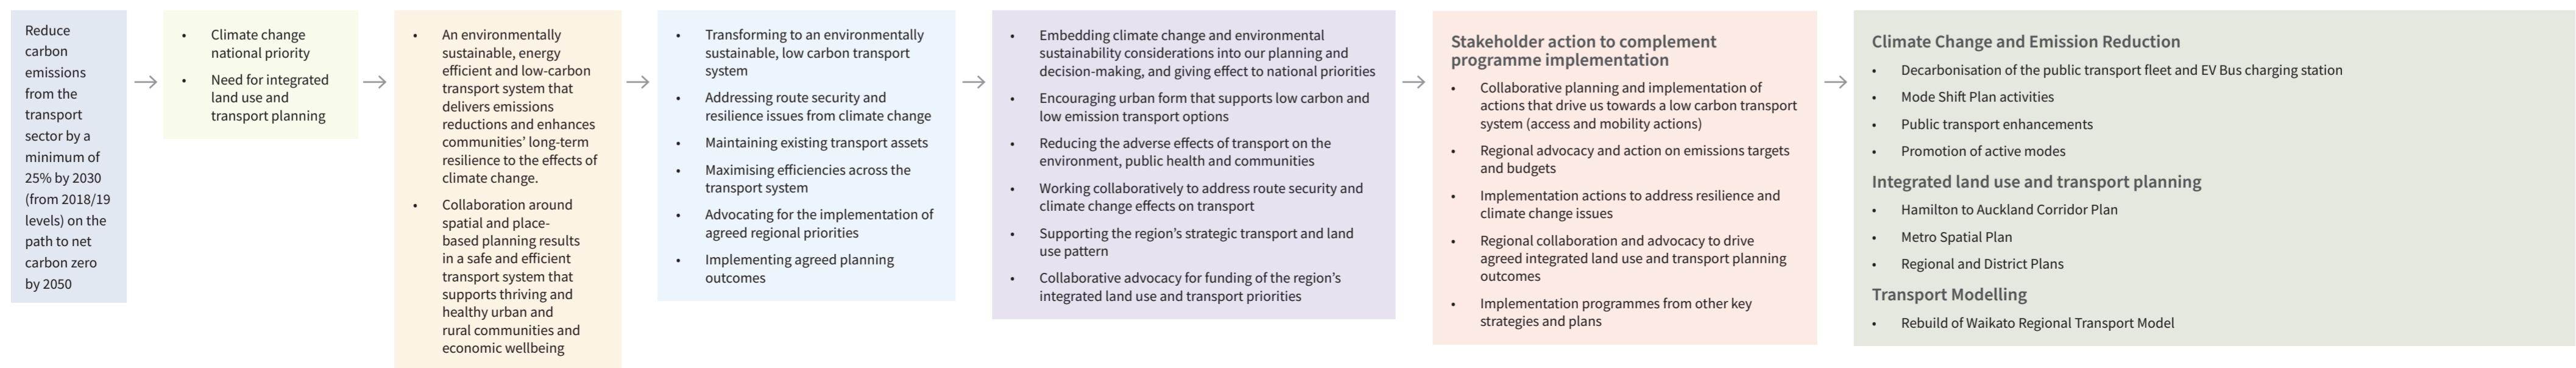 Reduce
carbon
emissions
from the
transport
sector by a
minimum of
25% by 2030
(from 2018/19
levels) on the
path to net
carbon zero
by 2050
• Climate change
national priority
• Need for integrated
land use and
transport planning
• An environmentally
sustainable, energy
efficient and low-carbon
transport system that
delivers emissions
reductions and enhances
communities’ long-term
resilience to the effects of
climate change.
• Collaboration around
spatial and place-
based planning results
in a safe and efficient
transport system that
supports thriving and
healthy urban and
rural communities and
economic wellbeing
• Transforming to an environmentally
sustainable, low carbon transport
system
• Addressing route security and
resilience issues from climate change
• Maintaining existing transport assets
• Maximising efficiencies across the
transport system
• Advocating for the implementation of
agreed regional priorities
• Implementing agreed planning
outcomes
• Embedding climate change and environmental
sustainability considerations into our planning and
decision-making, and giving effect to national priorities
• Encouraging urban form that supports low carbon and
low emission transport options
• Reducing the adverse effects of transport on the
environment, public health and communities
• Working collaboratively to address route security and
climate change effects on transport
• Supporting the region’s strategic transport and land
use pattern
• Collaborative advocacy for funding of the region’s
integrated land use and transport priorities
Stakeholder action to complement
programme implementation
• Collaborative planning and implementation of
actions that drive us towards a low carbon transport
system (access and mobility actions)
• Regional advocacy and action on emissions targets
and budgets
• Implementation actions to address resilience and
climate change issues
• Regional collaboration and advocacy to drive
agreed integrated land use and transport planning
outcomes
• Implementation programmes from other key
strategies and plans
Climate Change and Emission Reduction
• Decarbonisation of the public transport fleet and EV Bus charging station
• Mode Shift Plan activities
• Public transport enhancements
• Promotion of active modes
Integrated land use and transport planning
• Hamilton to Auckland Corridor Plan
• Metro Spatial Plan
• Regional and District Plans
Transport Modelling
• Rebuild of Waikato Regional Transport Model